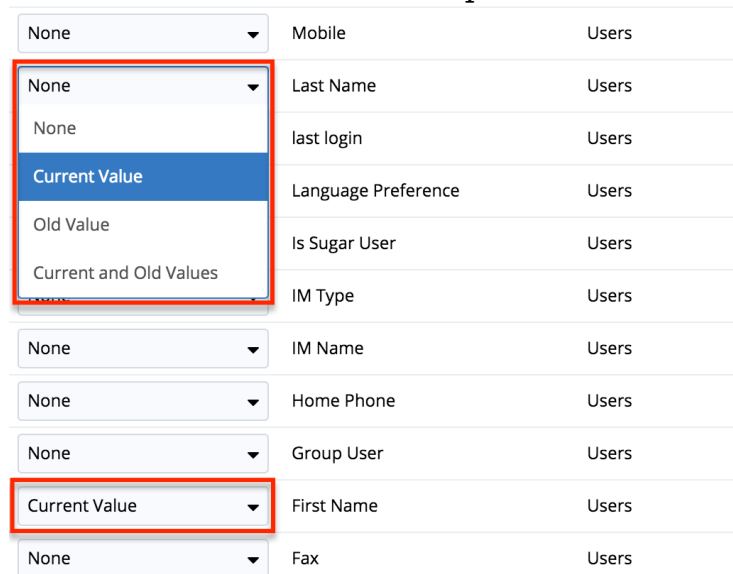 None Mobile Users
None Last Name Users
None last login Users
Current Value Language Preference Users
Old Value Is Sugar User Users
Current and Old Values
IM Type Users
None IM Name Users
None Home Phone Users
None Group User Users
Current Value First Name Users
None Fax Users